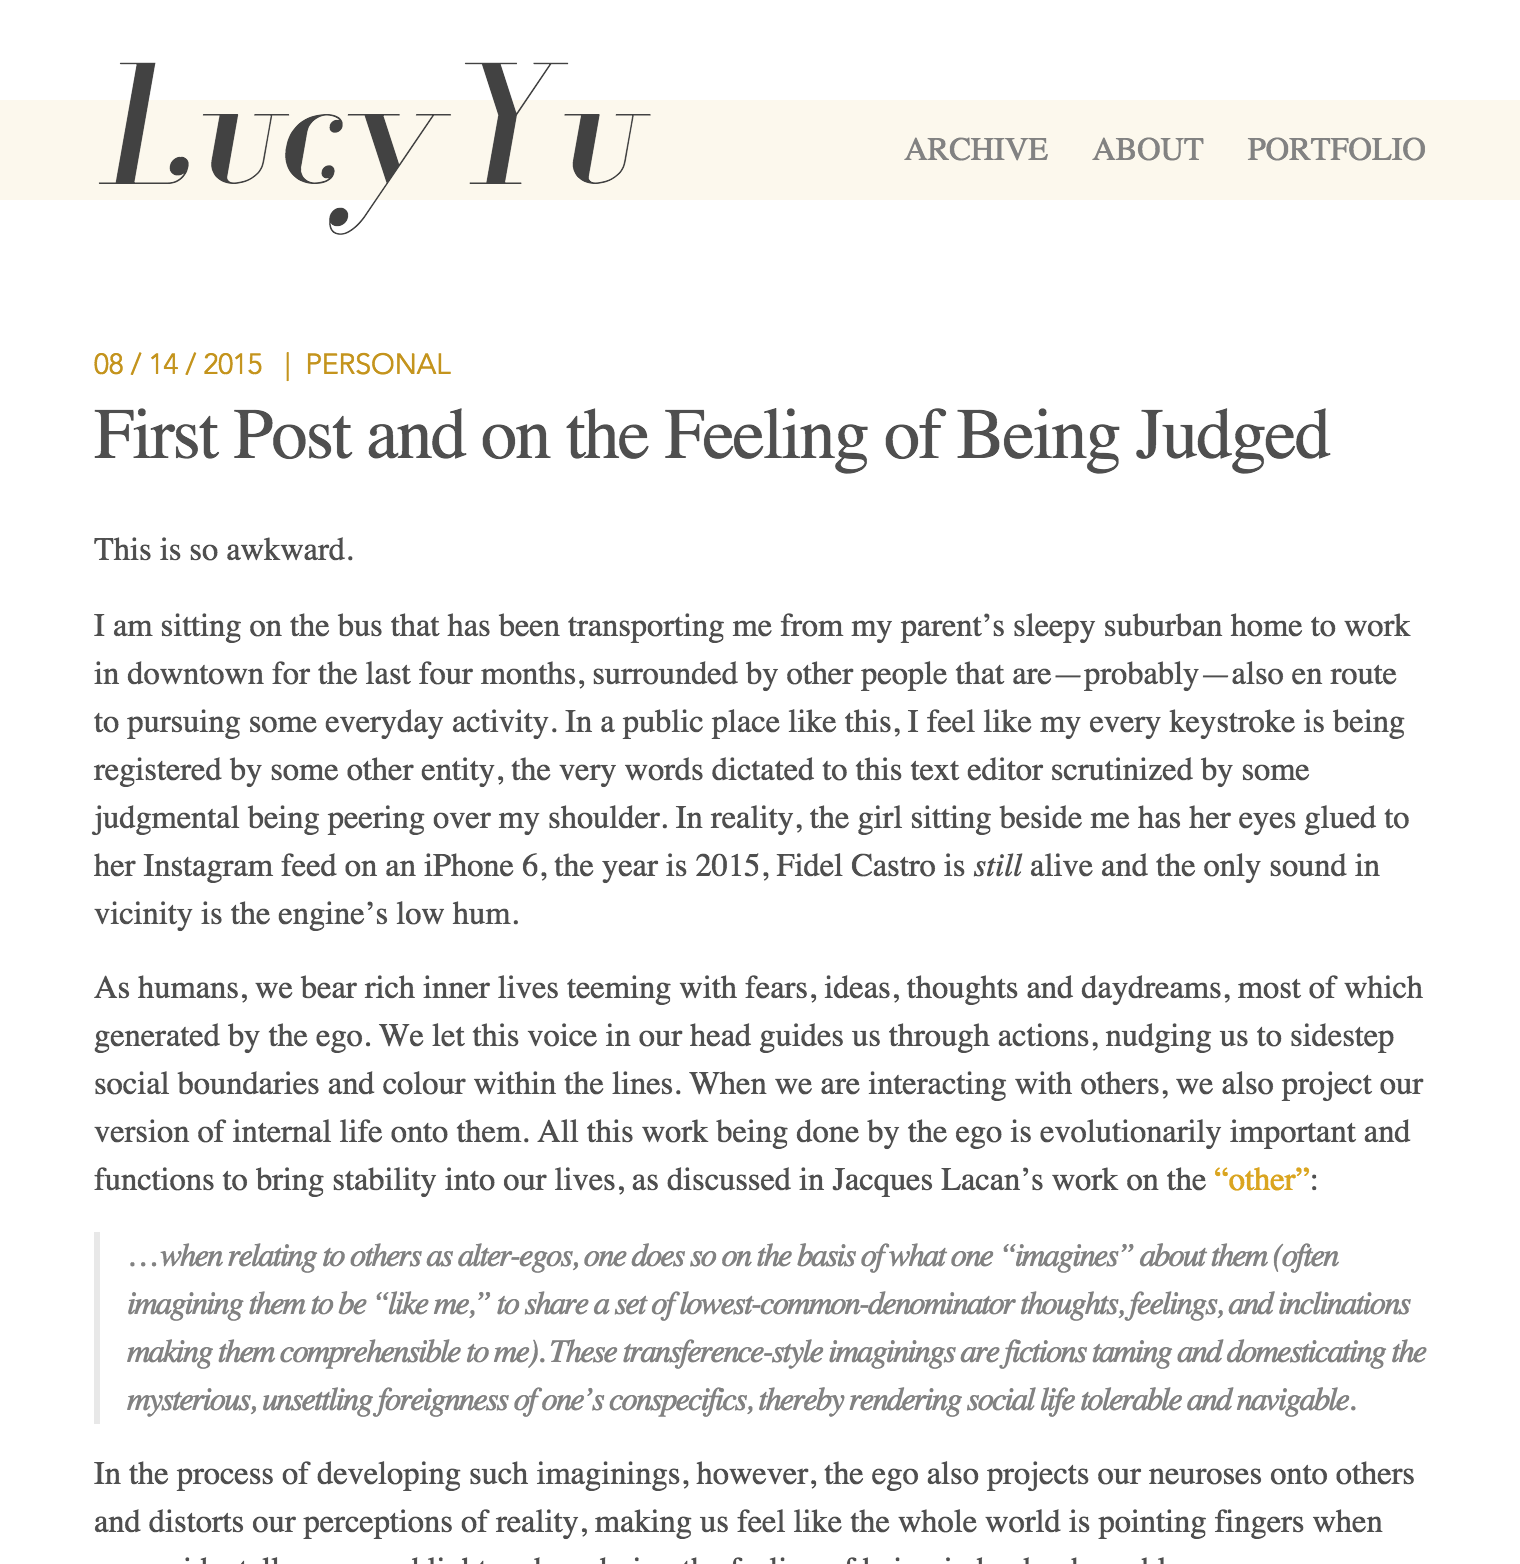 Lucy Yu
ARCHIVE ABOUT PORTFOLIO
08 / 14 / 2015 | PERSONAL
First Post and on the Feeling of Being Judged
This is so awkward.
I am sitting on the bus that has been transporting me from my parent’s sleepy suburban home to work
in downtown for the last four months, surrounded by other people that are—probably—also en route
to pursuing some everyday activity. In a public place like this, I feel like my every keystroke is being
registered by some other entity, the very words dictated to this text editor scrutinized by some
judgmental being peering over my shoulder. In reality, the girl sitting beside me has her eyes glued to
her Instagram feed on an iPhone 6, the year is 2015, Fidel Castro is still alive and the only sound in
vicinity is the engine’s low hum.
As humans, we bear rich inner lives teeming with fears, ideas, thoughts and daydreams, most of which
generated by the ego. We let this voice in our head guides us through actions, nudging us to sidestep
social boundaries and colour within the lines. When we are interacting with others, we also project our
version of internal life onto them. All this work being done by the ego is evolutionarily important and
functions to bring stability into our lives, as discussed in Jacques Lacan’s work on the “other”:
…when relating to others as alter-egos, one does so on the basis of what one “imagines” about them (often
imagining them to be “like me,” to share a set of lowest-common-denominator thoughts, feelings, and inclinations
making them comprehensible to me). These transference-style imaginings are fictions taming and domesticating the
mysterious, unsettling foreignness of one’s conspecifics, thereby rendering social life tolerable and navigable.
In the process of developing such imaginings, however, the ego also projects our neuroses onto others
and distorts our perceptions of reality, making us feel like the whole world is pointing fingers when